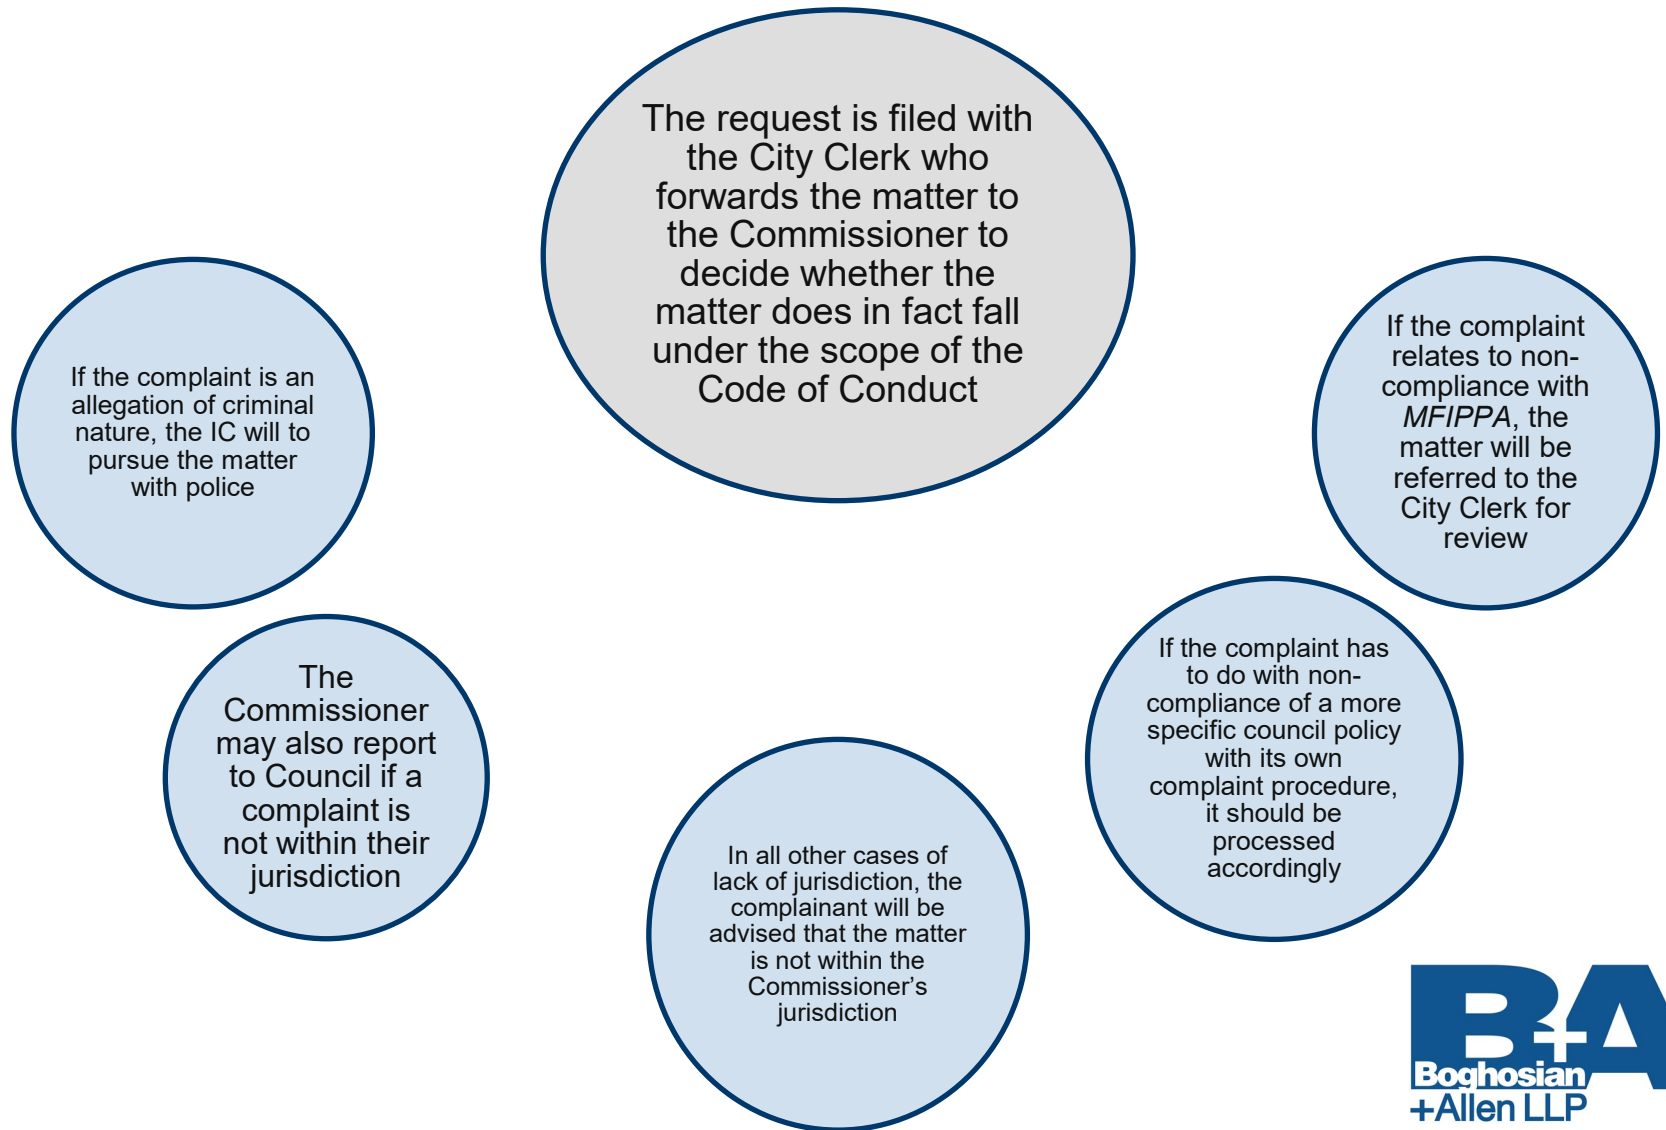 The request is filed with
the City Clerk who
forwards the matter to
the Commissioner to
decide whether the
matter does in fact fall
under the scope of the
Code of Conduct
If the complaint is an
allegation of criminal
nature, the IC will to
pursue the matter
with police
If the complaint
relates to non-
compliance with
MFIPPA, the
matter will be
referred to the
City Clerk for
review
The
Commissioner
may also report
to Council if a
complaint is
not within their
jurisdiction
If the complaint has
to do with non-
compliance of a more
specific council policy
with its own
complaint procedure,
it should be
processed
accordingly
In all other cases of
lack of jurisdiction, the
complainant will be
advised that the matter
is not within the
Commissioner’s
jurisdiction
B+A
Boghosian
+Allen LLP